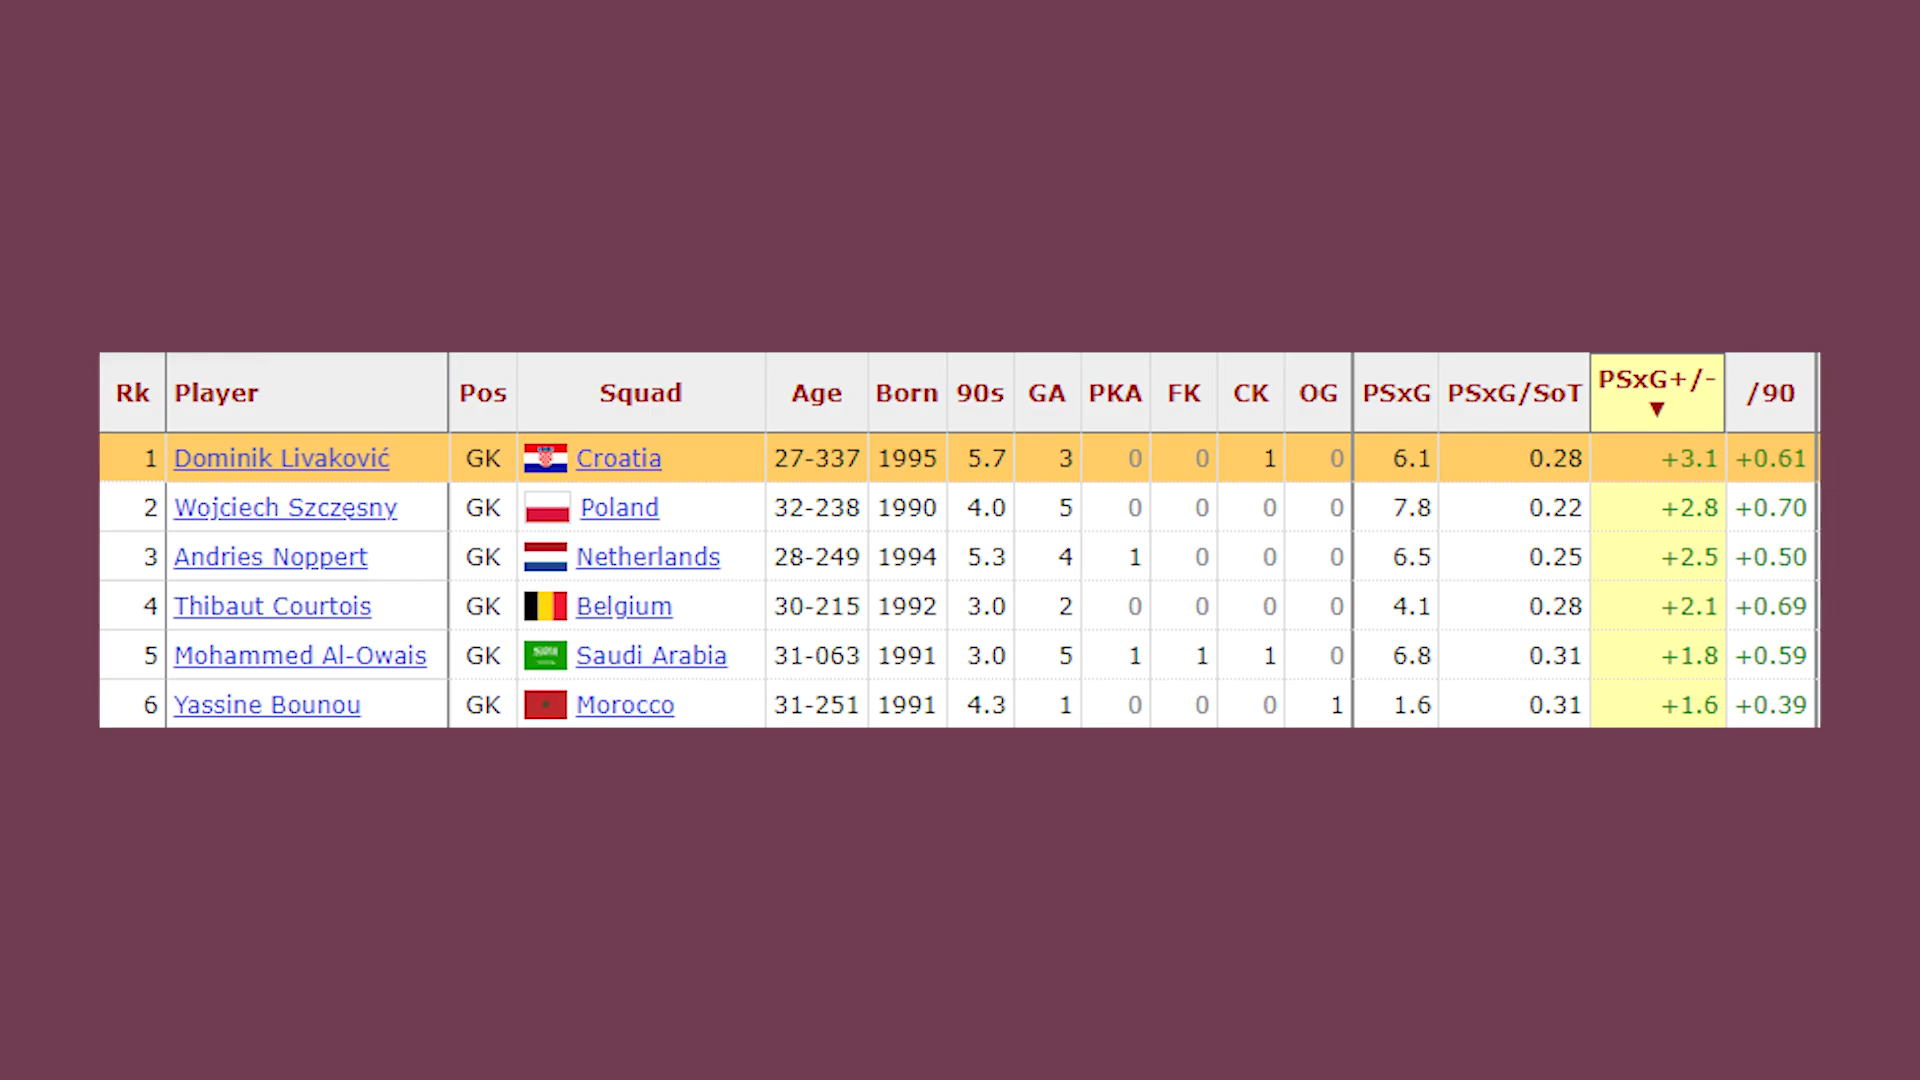 Rk Player Pos Squad Age Born 90s GA PKA FK CK OG PSxG PSxG/SoT PSxG+/- ▼ /90
1 Dominik Livaković GK Croatia 27-337 1995 5.7 3 0 0 1 0 6.1 0.28 +3.1 +0.61
2 Wojciech Szczęsny GK Poland 32-238 1990 4.0 5 0 0 0 0 7.8 0.22 +2.8 +0.70
3 Andries Noppert GK Netherlands 28-249 1994 5.3 4 1 0 0 0 6.5 0.25 +2.5 +0.50
4 Thibaut Courtois GK Belgium 30-215 1992 3.0 2 0 0 0 0 4.1 0.28 +2.1 +0.69
5 Mohammed Al-Owais GK Saudi Arabia 31-063 1991 3.0 5 1 1 1 0 6.8 0.31 +1.8 +0.59
6 Yassine Bounou GK Morocco 31-251 1991 4.3 1 0 0 0 1 1.6 0.31 +1.6 +0.39